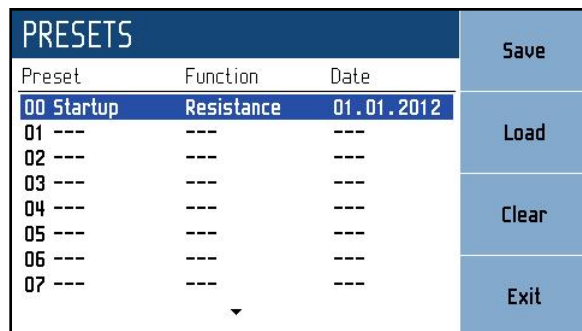 PRESETS
Preset Function Date
00 Startup Resistance 01.01.2012
01 --- --- ---
02 --- --- ---
03 --- --- ---
04 --- --- ---
05 --- --- ---
06 --- --- ---
07 --- --- ---
Save
Load
Clear
Exit